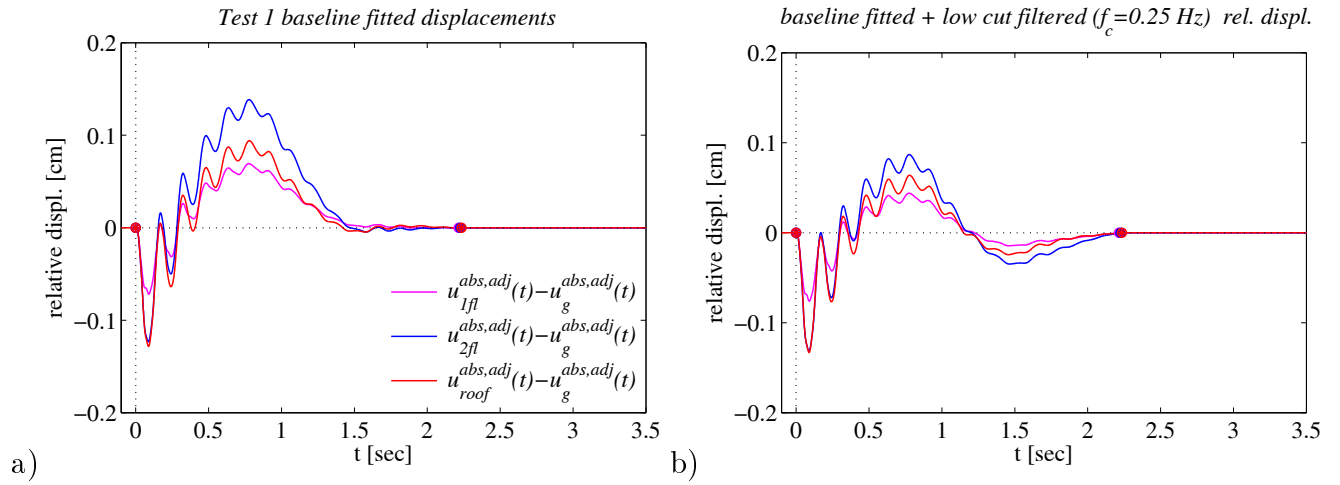 Test 1 baseline fitted displacements
0.2
0.1
0
−0.1
−0.2
relative displ. [cm]
u_{1fl}^{abs,adj}(t)−u_g^{abs,adj}(t)
u_{2fl}^{abs,adj}(t)−u_g^{abs,adj}(t)
u_{roof}^{abs,adj}(t)−u_g^{abs,adj}(t)
0 0.5 1 1.5 2 2.5 3 3.5
t [sec]
a)
baseline fitted + low cut filtered (f_c=0.25 Hz) rel. displ.
0.2
0.1
0
−0.1
−0.2
relative displ. [cm]
0 0.5 1 1.5 2 2.5 3 3.5
t [sec]
b)